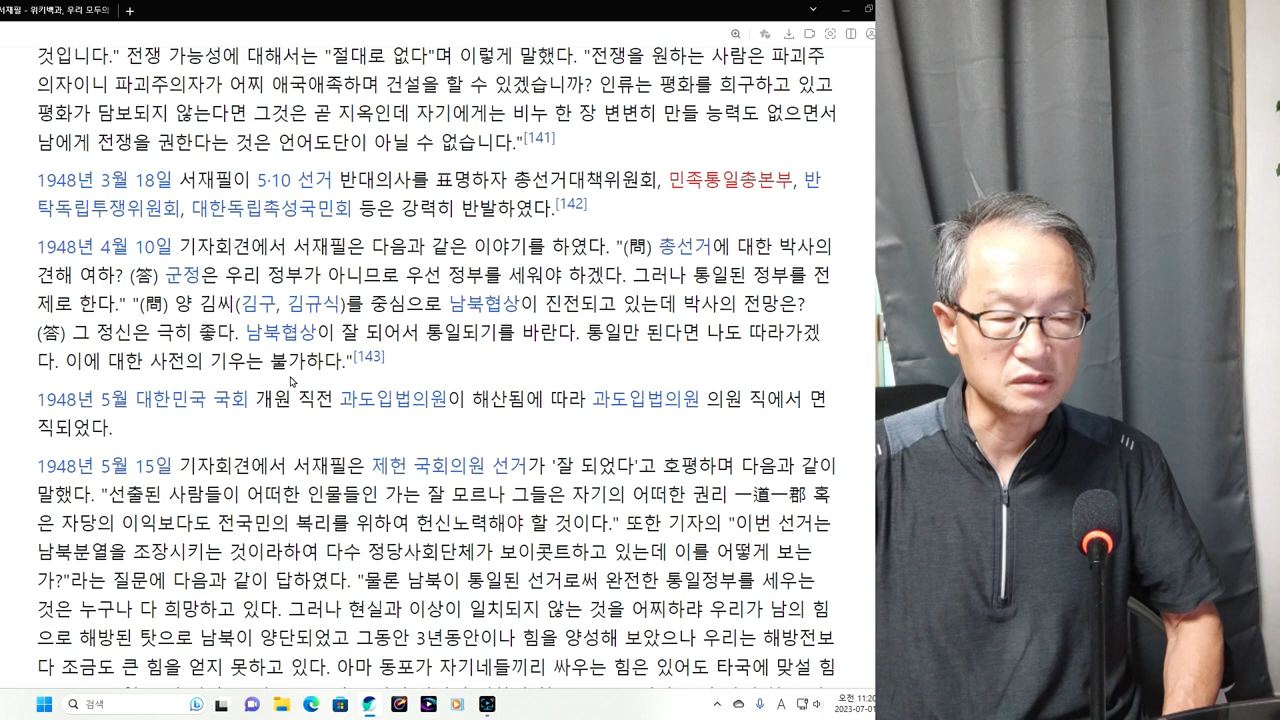 서재필 - 위키백과, 우리 모두의
것입니다." 전쟁 가능성에 대해서는 "절대로 없다"며 이렇게 말했다. "전쟁을 원하는 사람은 파괴주
의자이니 파괴주의자가 어찌 애국애족하며 건설을 할 수 있겠습니까? 인류는 평화를 희구하고 있고
평화가 담보되지 않는다면 그것은 곧 지옥인데 자기에게는 비누 한 장 변변히 만들 능력도 없으면서
남에게 전쟁을 권한다는 것은 언어도단이 아닐 수 없습니다."[141]
1948년 3월 18일 서재필이 5·10 선거 반대의사를 표명하자 총선거대책위원회, 민족통일총본부, 반
탁독립투쟁위원회, 대한독립촉성국민회 등은 강력히 반발하였다.[142]
1948년 4월 10일 기자회견에서 서재필은 다음과 같은 이야기를 하였다. "(問) 총선거에 대한 박사의
견해 여하? (答) 군정은 우리 정부가 아니므로 우선 정부를 세워야 하겠다. 그러나 통일된 정부를 전
제로 한다." "(問) 양 김씨(김구, 김규식)를 중심으로 남북협상이 진전되고 있는데 박사의 전망은?
(答) 그 정신은 극히 좋다. 남북협상이 잘 되어서 통일되기를 바란다. 통일만 된다면 나도 따라가겠
다. 이에 대한 사전의 기우는 불가하다."[143]
1948년 5월 대한민국 국회 개원 직전 과도입법의원이 해산됨에 따라 과도입법의원 의원 직에서 면
직되었다.
1948년 5월 15일 기자회견에서 서재필은 제헌 국회의원 선거가 '잘 되었다'고 호평하며 다음과 같이
말했다. "선출된 사람들이 어떠한 인물들인 가는 잘 모르나 그들은 자기의 어떠한 권리 一道一郡 혹
은 자당의 이익보다도 전국민의 복리를 위하여 헌신노력해야 할 것이다." 또한 기자의 "이번 선거는
남북분열을 조장시키는 것이라하여 다수 정당사회단체가 보이콧트하고 있는데 이를 어떻게 보는
가?"라는 질문에 다음과 같이 답하였다. "물론 남북이 통일된 선거로써 완전한 통일정부를 세우는
것은 누구나 다 희망하고 있다. 그러나 현실과 이상이 일치되지 않는 것을 어찌하랴 우리가 남의 힘
으로 해방된 탓으로 남북이 양단되었고 그동안 3년동안이나 힘을 양성해 보았으나 우리는 해방전보
다 조금도 큰 힘을 얻지 못하고 있다. 아마 동포가 자기네들끼리 싸우는 힘은 있어도 타국에 맞설 힘
검색
A
오전 11:20
2023-07-01